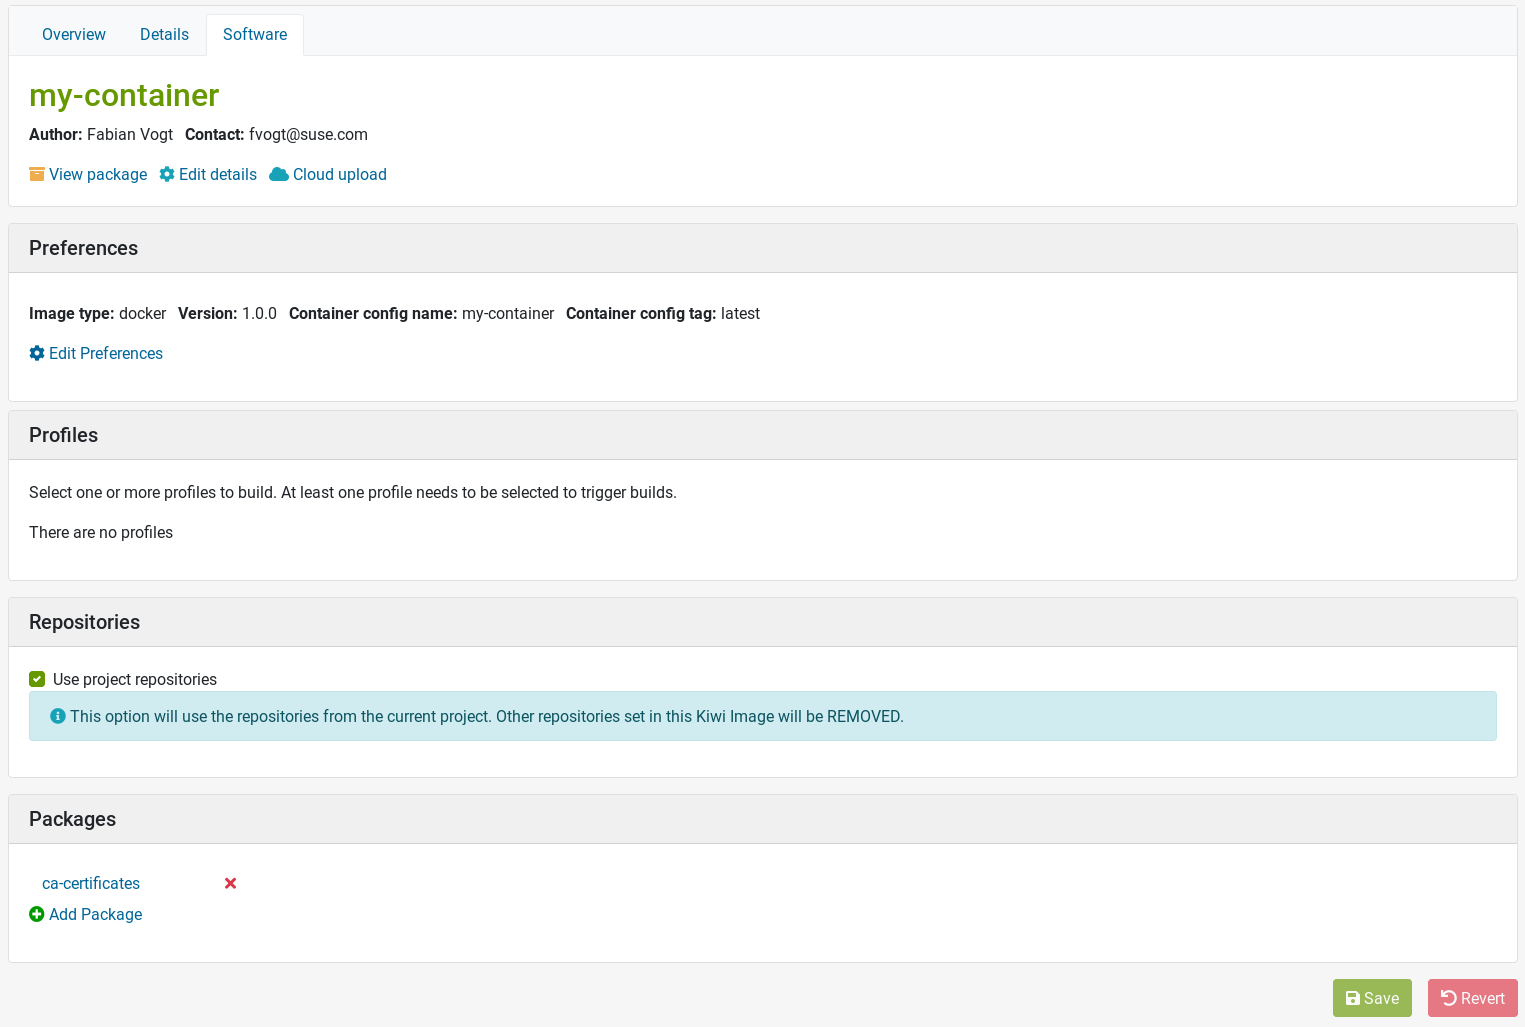 Overview Details Software
my-container
Author: Fabian Vogt Contact: fvogt@suse.com
View package Edit details Cloud upload
Preferences
Image type: docker Version: 1.0.0 Container config name: my-container Container config tag: latest
Edit Preferences
Profiles
Select one or more profiles to build. At least one profile needs to be selected to trigger builds.
There are no profiles
Repositories
Use project repositories
This option will use the repositories from the current project. Other repositories set in this Kiwi Image will be REMOVED.
Packages
ca-certificates
Add Package
Save Revert